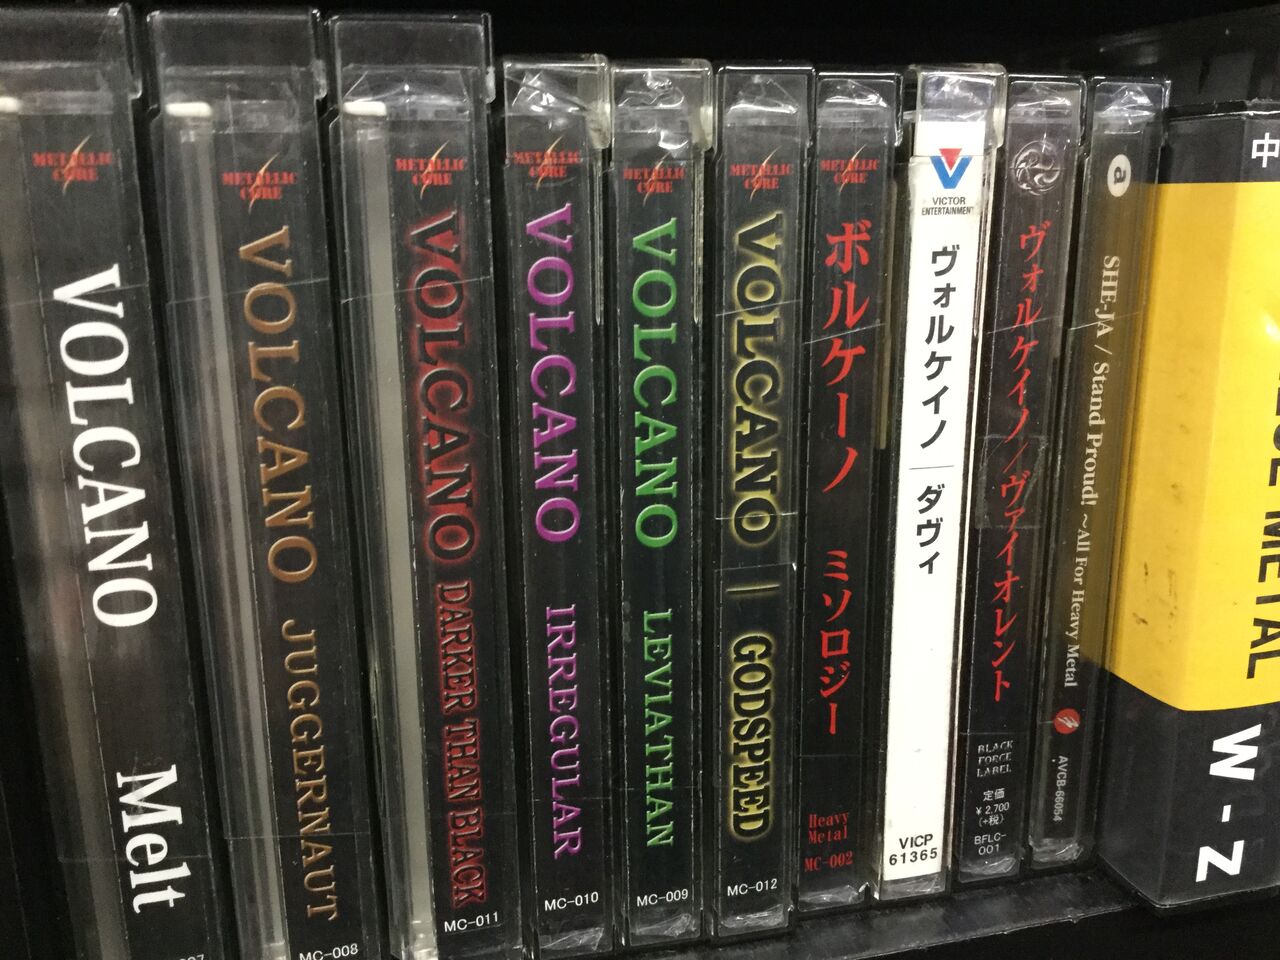 METALLIC
CORE
VOLCANO
Melt
METALLIC
CORE
VOLCANO
JUGGERNAUT
MC-008
METALLIC
CORE
VOLCANO
DARKER THAN BLACK
MC-011
METALLIC
CORE
VOLCANO
IRREGULAR
MC-010
METALLIC
CORE
VOLCANO
LEVIATHAN
MC-009
METALLIC
CORE
VOLCANO | GODSPEED
MC-012
METALLIC
CORE
ボルケーノ
ミソロジー
Heavy
Metal
MC-002
V
VICTOR
ENTERTAINMENT
ヴォルケイノ | ダヴィ
VICP
61365
ヴォルケイノ/ヴァイオレント
BLACK
FORCE
LABEL
定価
¥2,700
(+税)
BFLC-
001
a
SHE-JA / Stand Proud! ～All For Heavy Metal
AVCB-66054
中
METAL
W - Z